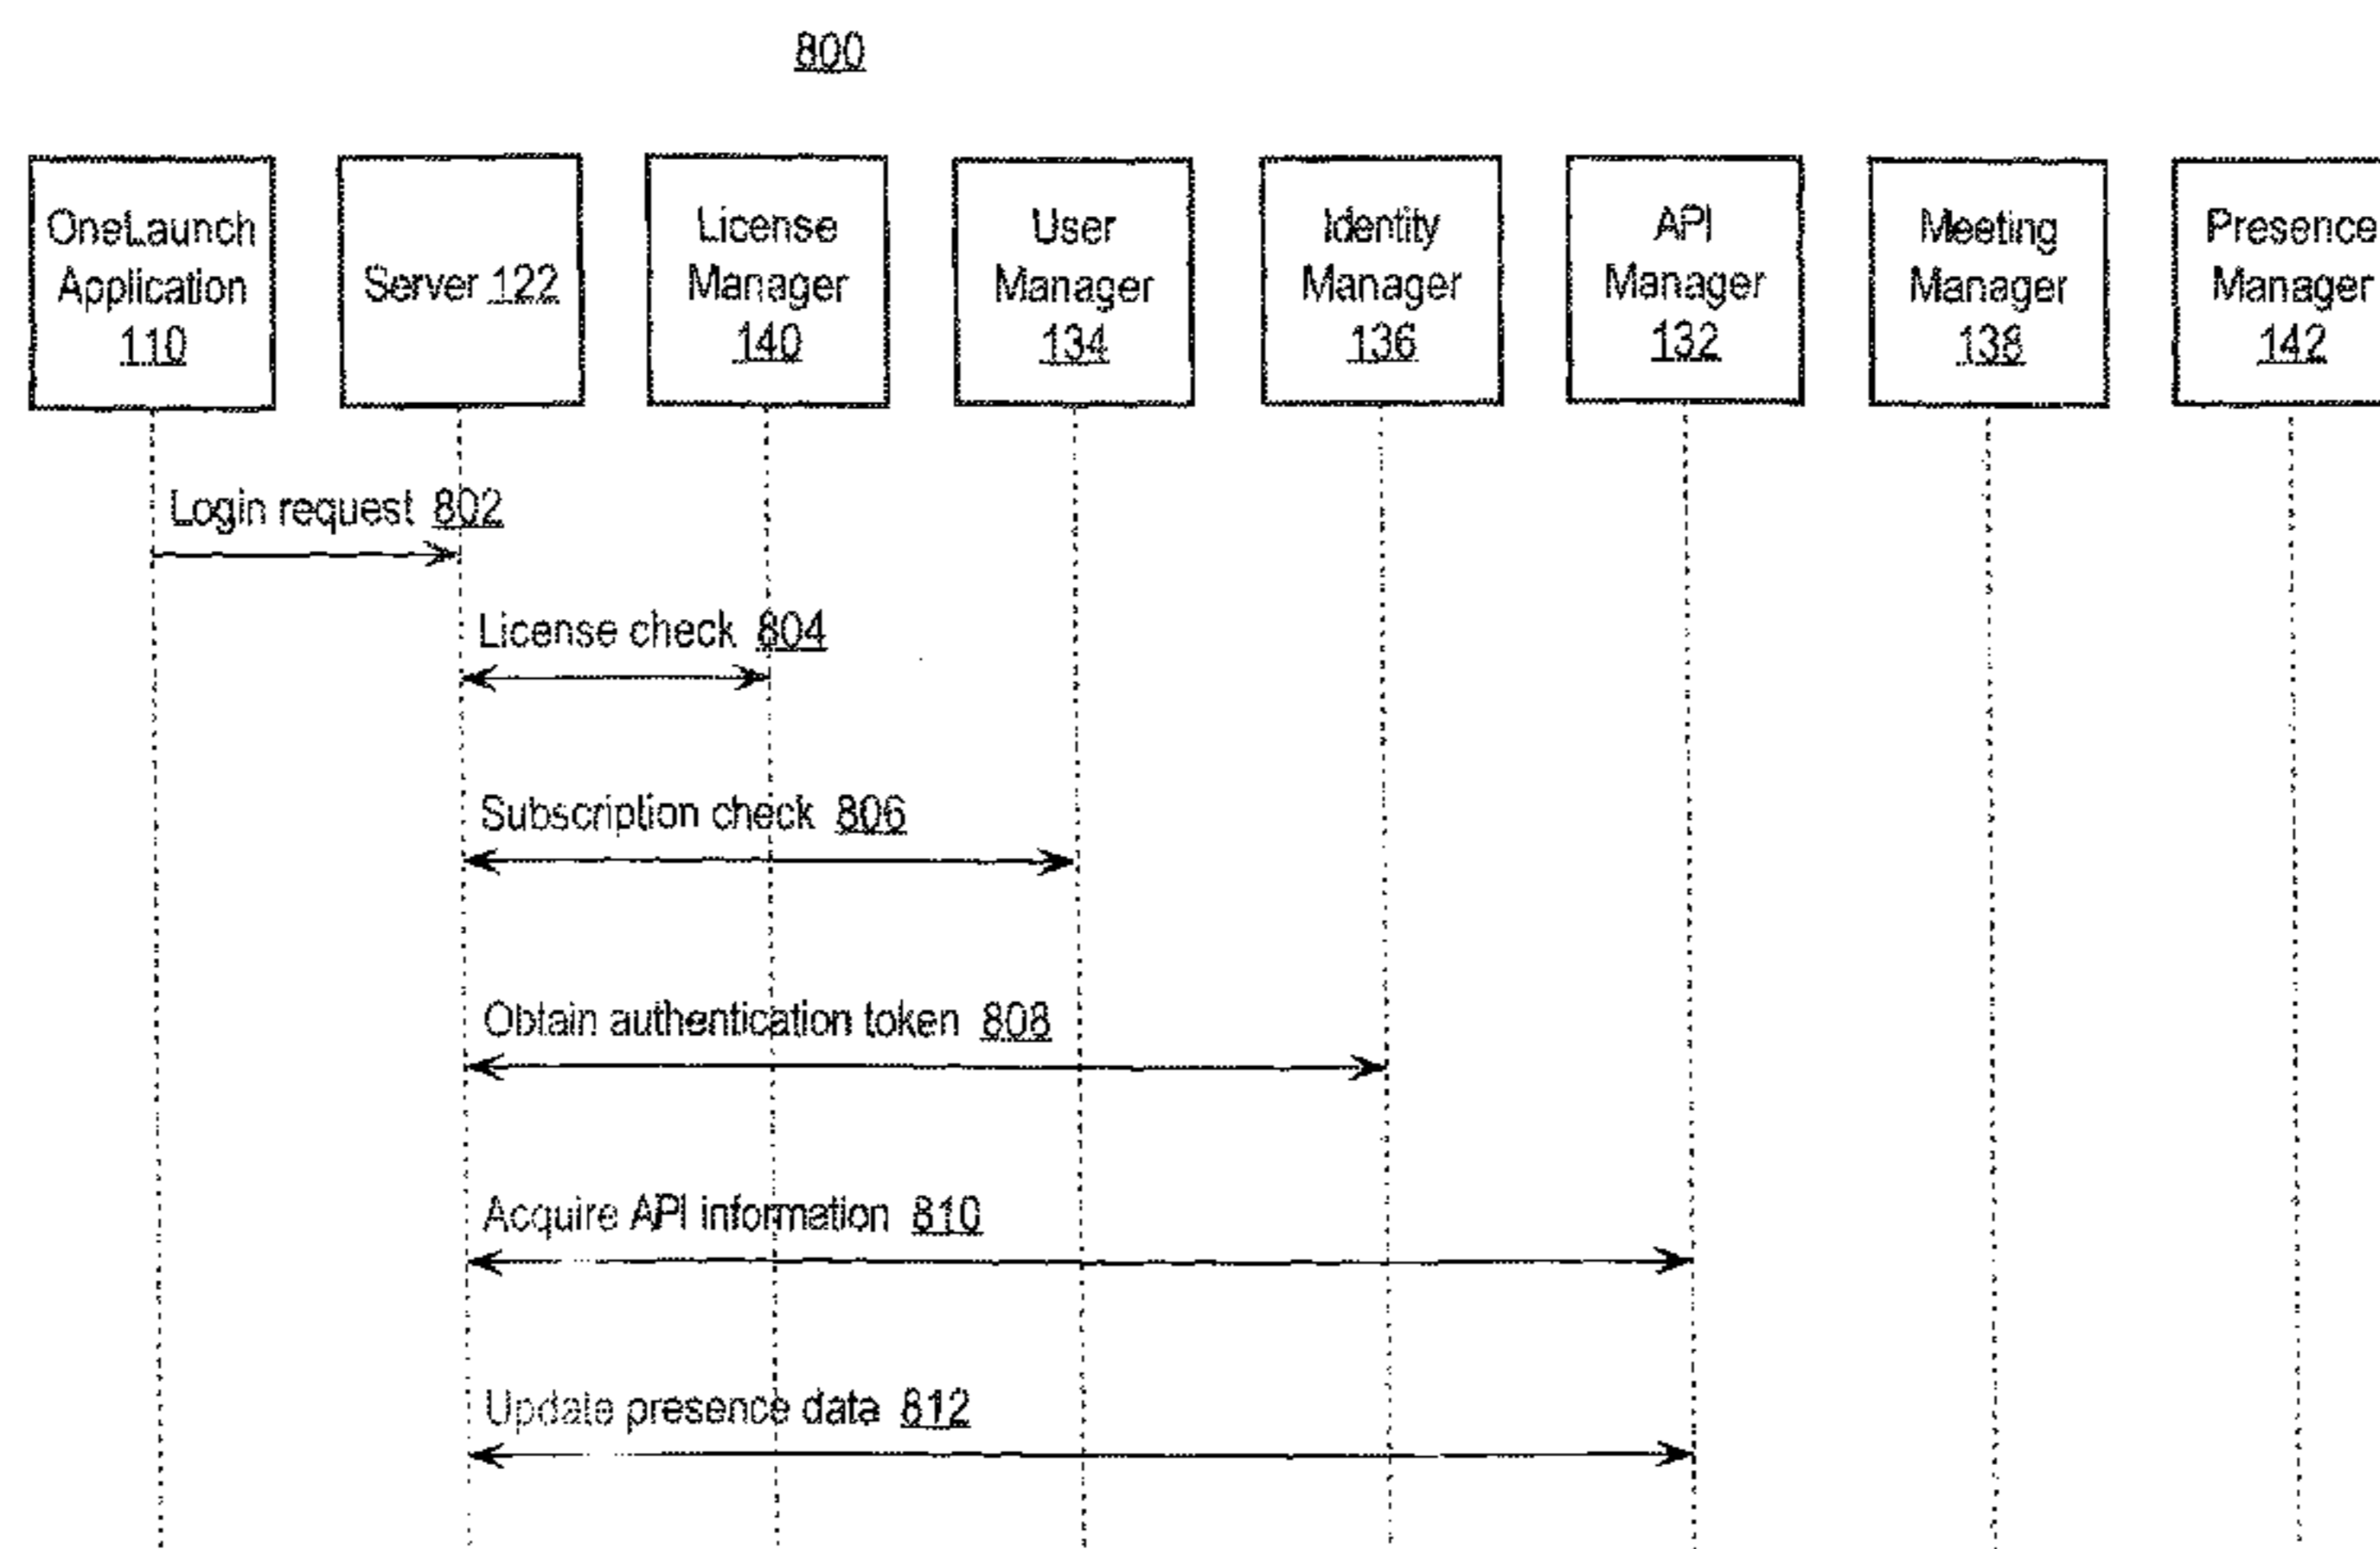 800
OneLaunch
Application
110
Server 122
License
Manager
140
User
Manager
134
Identity
Manager
136
API
Manager
132
Meeting
Manager
138
Presence
Manager
142
Login request 802
License check 804
Subscription check 806
Obtain authentication token 808
Acquire API information 810
Update presence data 812